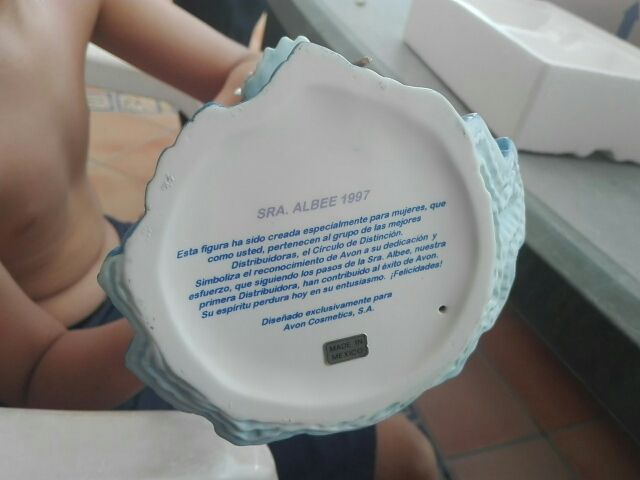 SRA. ALBEE 1997
Esta figura ha sido creada especialmente para mujeres, que
como usted, pertenecen al grupo de las mejores
Distribuidoras, el Círculo de Distinción.
Simboliza el reconocimiento de Avon a su dedicación y
esfuerzo, que siguiendo los pasos de la Sra. Albee, nuestra
primera Distribuidora, han contribuido al éxito de Avon.
Su espíritu perdura hoy en su entusiasmo. ¡Felicidades!
Diseñado exclusivamente para
Avon Cosmetics, S.A.
MADE IN
MEXICO